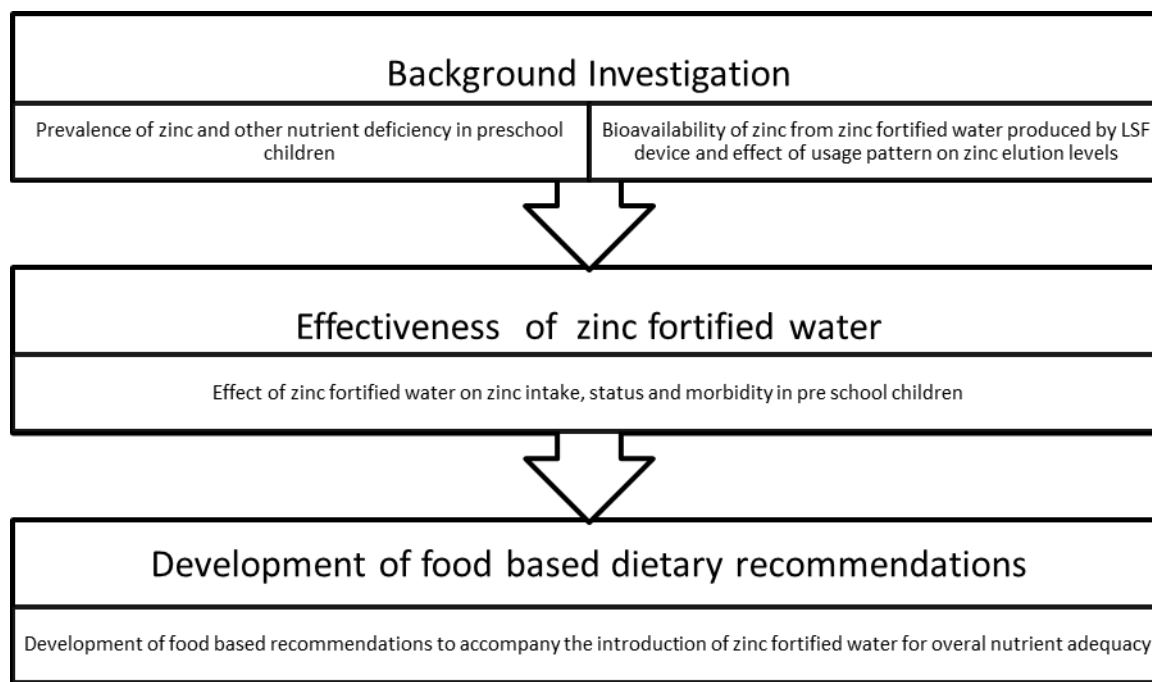 Background Investigation
Prevalence of zinc and other nutrient deficiency in preschool
children
Bioavailability of zinc from zinc fortified water produced by LSF
device and effect of usage pattern on zinc elution levels
Effectiveness of zinc fortified water
Effect of zinc fortified water on zinc intake, status and morbidity in pre school children
Development of food based dietary recommendations
Development of food based recommendations to accompany the introduction of zinc fortified water for overal nutrient adequacy